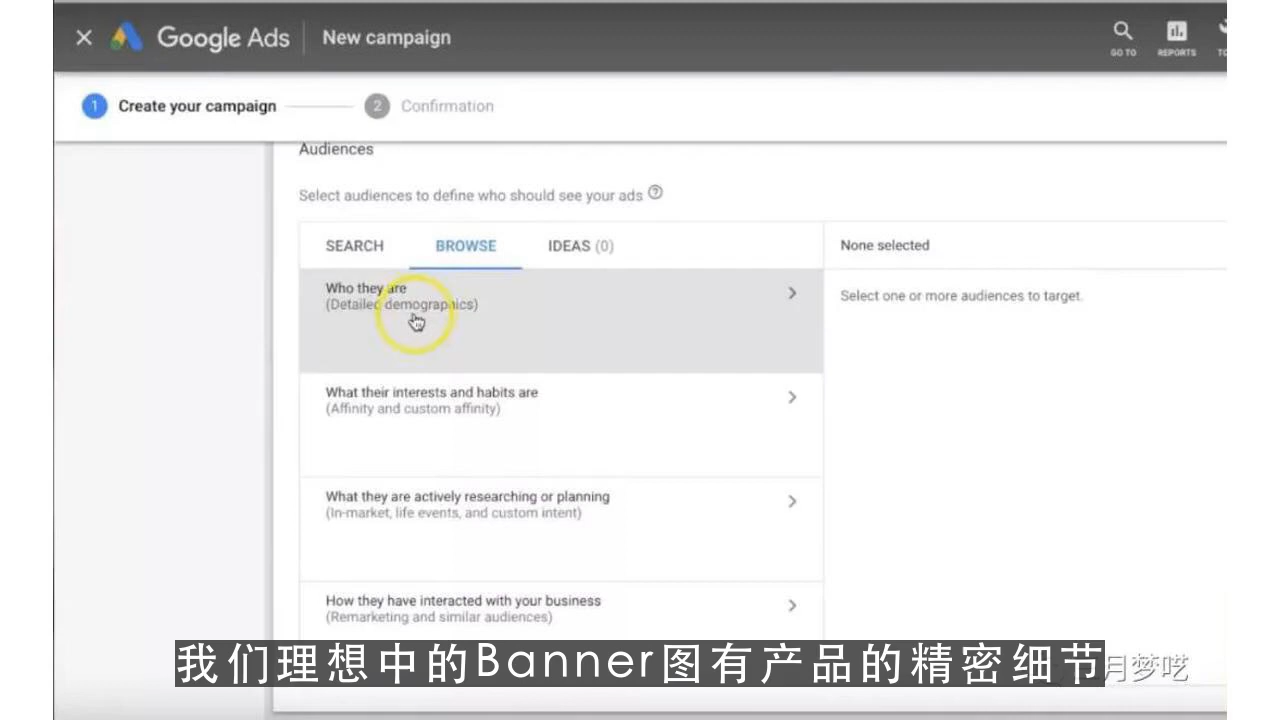 Google Ads New campaign
GO TO REPORTS
1 Create your campaign 2 Confirmation
Audiences
Select audiences to define who should see your ads
SEARCH BROWSE IDEAS (0)
None selected
Who they are
(Detailed demographics)
Select one or more audiences to target.
What their interests and habits are
(Affinity and custom affinity)
What they are actively researching or planning
(In-market, life events, and custom intent)
How they have interacted with your business
(Remarketing and similar audiences)
我们理想中的Banner图有产品的精密细节
月梦呓